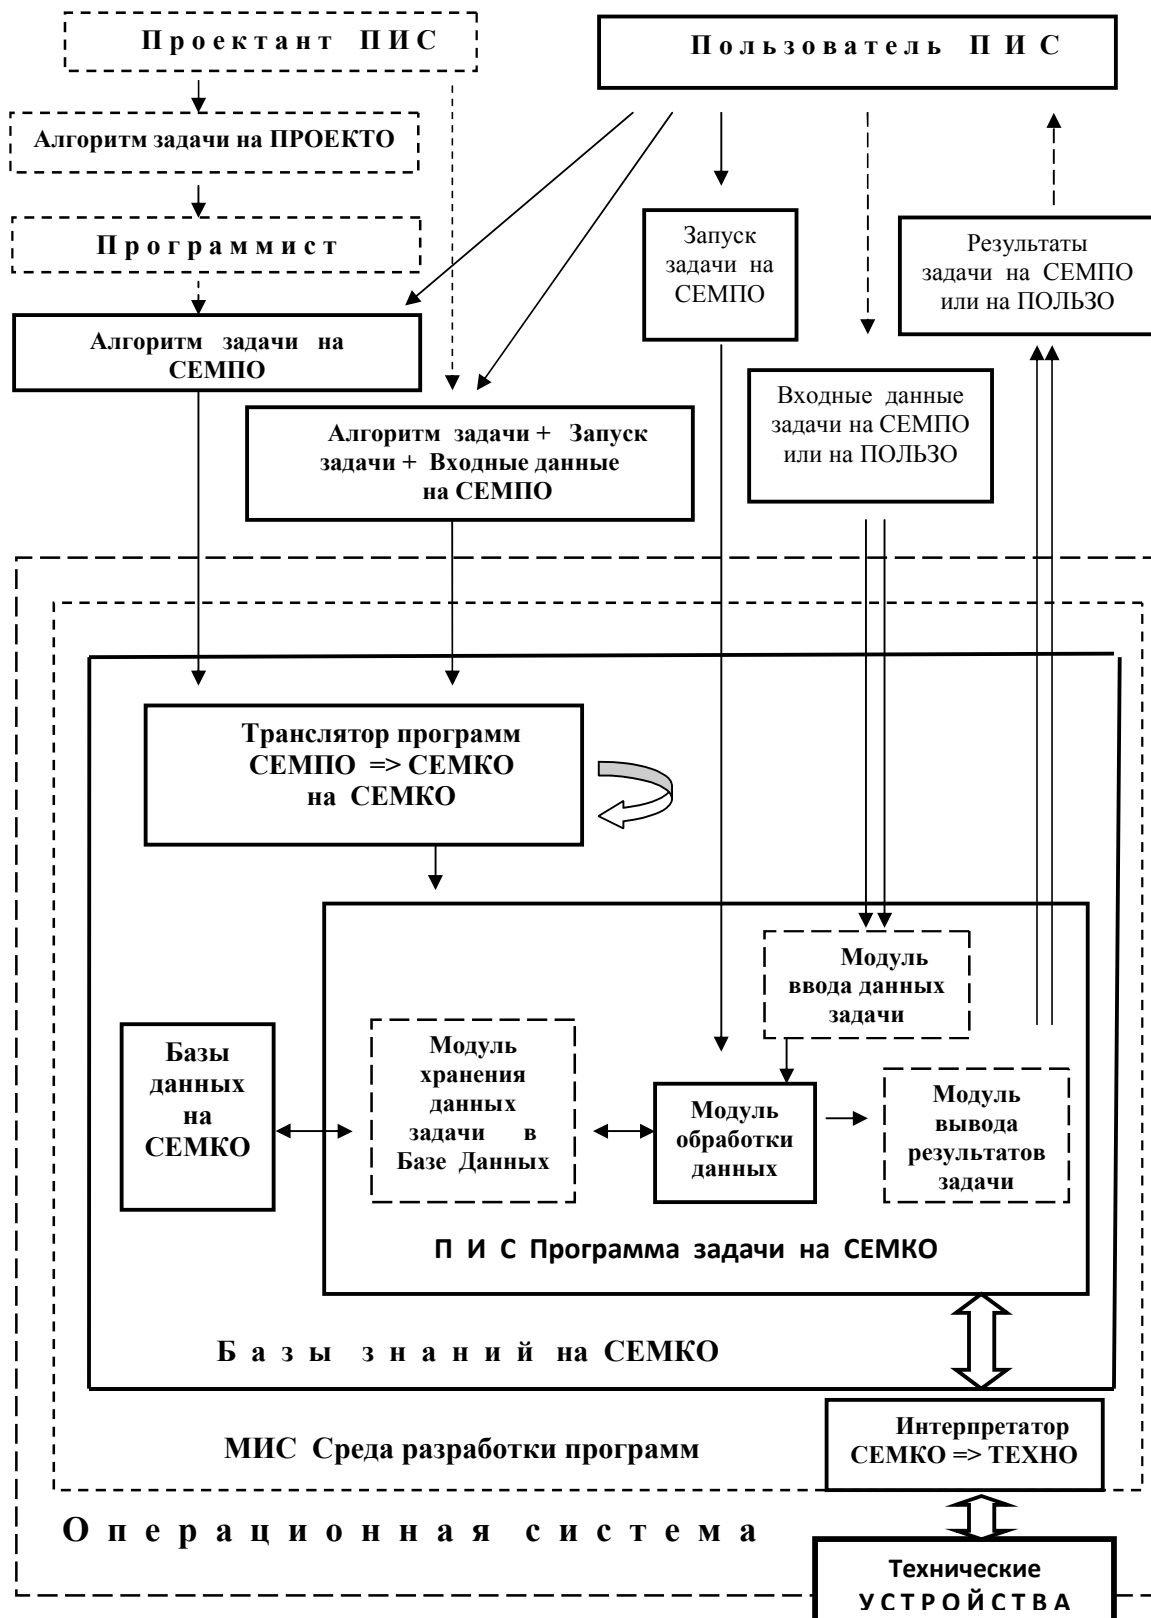 Проектант ПИС
Пользователь ПИС
Алгоритм задачи на ПРОЕКТО
Программист
Алгоритм задачи на
СЕМПО
Запуск
задачи на
СЕМПО
Результаты
задачи на СЕМПО
или на ПОЛЬЗО
Входные данные
задачи на СЕМПО
или на ПОЛЬЗО
Алгоритм задачи + Запуск
задачи + Входные данные
на СЕМПО
Транслятор программ
СЕМПО => СЕМКО
на СЕМКО
Модуль
ввода данных
задачи
Базы
данных
на
СЕМКО
Модуль
хранения
данных
задачи в
Базе Данных
Модуль
обработки
данных
Модуль
вывода
результатов
задачи
П И С Программа задачи на СЕМКО
Базы знаний на СЕМКО
Интерпретатор
СЕМКО => ТЕХНО
МИС Среда разработки программ
Операционная система
Технические
УСТРОЙСТВА